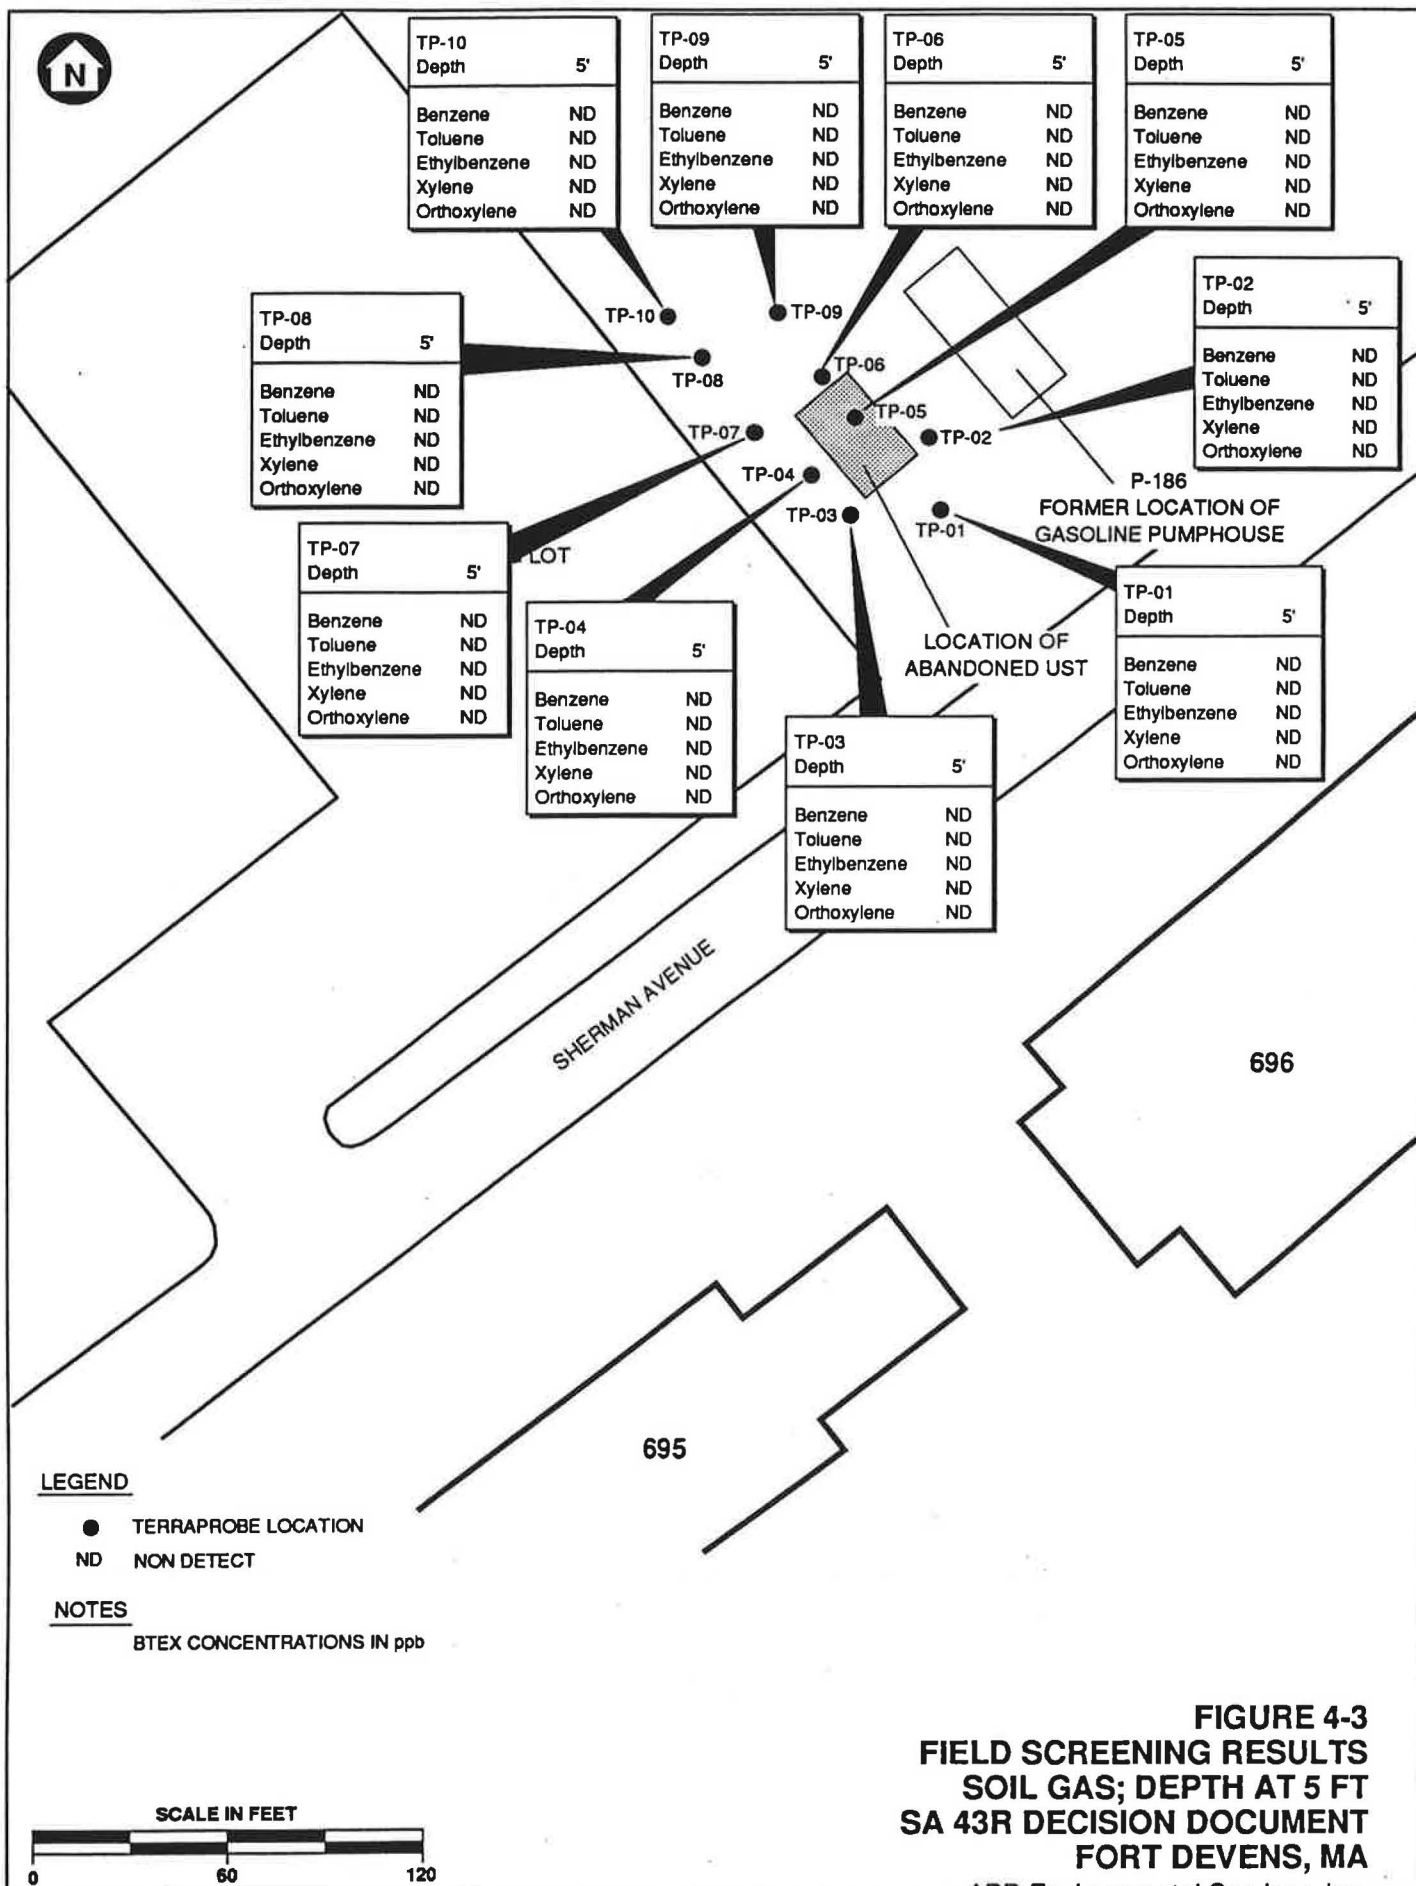 N
TP-10
Depth 5'
Benzene ND
Toluene ND
Ethylbenzene ND
Xylene ND
Orthoxylene ND
TP-09
Depth 5'
Benzene ND
Toluene ND
Ethylbenzene ND
Xylene ND
Orthoxylene ND
TP-06
Depth 5'
Benzene ND
Toluene ND
Ethylbenzene ND
Xylene ND
Orthoxylene ND
TP-05
Depth 5'
Benzene ND
Toluene ND
Ethylbenzene ND
Xylene ND
Orthoxylene ND
TP-08
Depth 5'
Benzene ND
Toluene ND
Ethylbenzene ND
Xylene ND
Orthoxylene ND
TP-02
Depth 5'
Benzene ND
Toluene ND
Ethylbenzene ND
Xylene ND
Orthoxylene ND
TP-10
TP-09
TP-08
TP-06
TP-05
TP-07
TP-02
TP-04
TP-03
TP-01
P-186
FORMER LOCATION OF
GASOLINE PUMPHOUSE
LOT
LOCATION OF
ABANDONED UST
TP-07
Depth 5'
Benzene ND
Toluene ND
Ethylbenzene ND
Xylene ND
Orthoxylene ND
TP-04
Depth 5'
Benzene ND
Toluene ND
Ethylbenzene ND
Xylene ND
Orthoxylene ND
TP-01
Depth 5'
Benzene ND
Toluene ND
Ethylbenzene ND
Xylene ND
Orthoxylene ND
TP-03
Depth 5'
Benzene ND
Toluene ND
Ethylbenzene ND
Xylene ND
Orthoxylene ND
SHERMAN AVENUE
696
695
LEGEND
TERRAPROBE LOCATION
ND NON DETECT
NOTES
BTEX CONCENTRATIONS IN ppb
SCALE IN FEET
0 60 120
FIGURE 4-3
FIELD SCREENING RESULTS
SOIL GAS; DEPTH AT 5 FT
SA 43R DECISION DOCUMENT
FORT DEVENS, MA